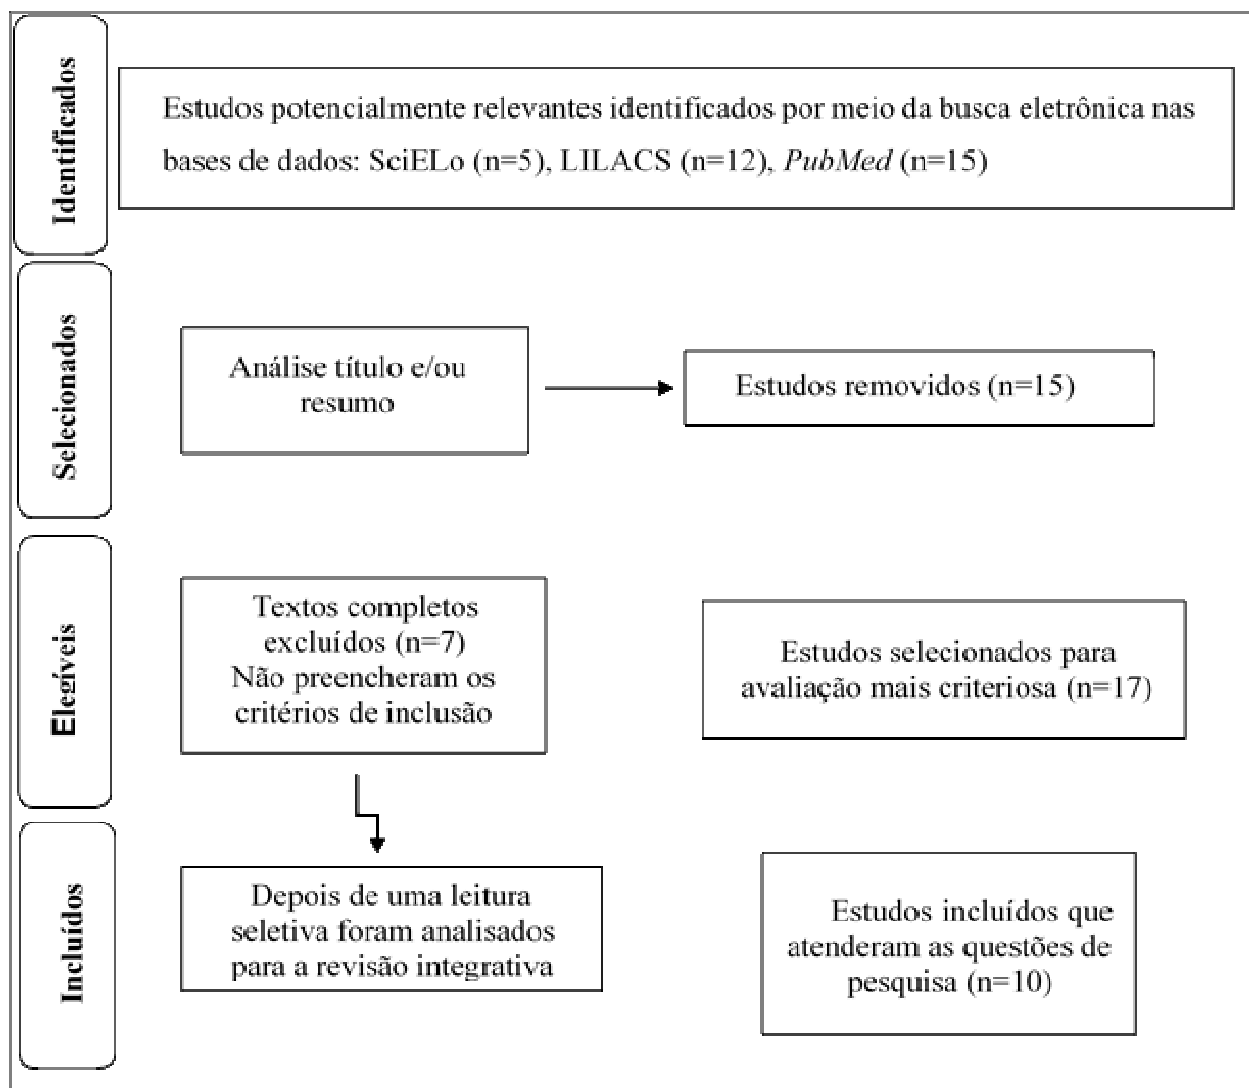 Identificados
Estudos potencialmente relevantes identificados por meio da busca eletrônica nas
bases de dados: SciELo (n=5), LILACS (n=12), PubMed (n=15)
Selecionados
Análise título e/ou
resumo
Estudos removidos (n=15)
Elegíveis
Textos completos
excluídos (n=7)
Não preencheram os
critérios de inclusão
Estudos selecionados para
avaliação mais criteriosa (n=17)
Incluídos
Depois de uma leitura
seletiva foram analisados
para a revisão integrativa
Estudos incluídos que
atenderam as questões de
pesquisa (n=10)